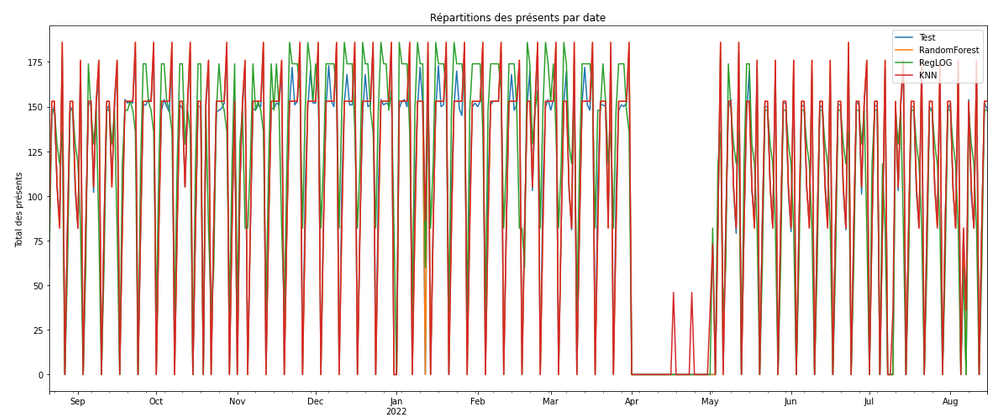 Répartitions des présents par date
Test
RandomForest
RegLOG
KNN
Total des présents
175
150
125
100
75
50
25
0
Sep
Oct
Nov
Dec
Jan
2022
Feb
Mar
Apr
May
Jun
Jul
Aug